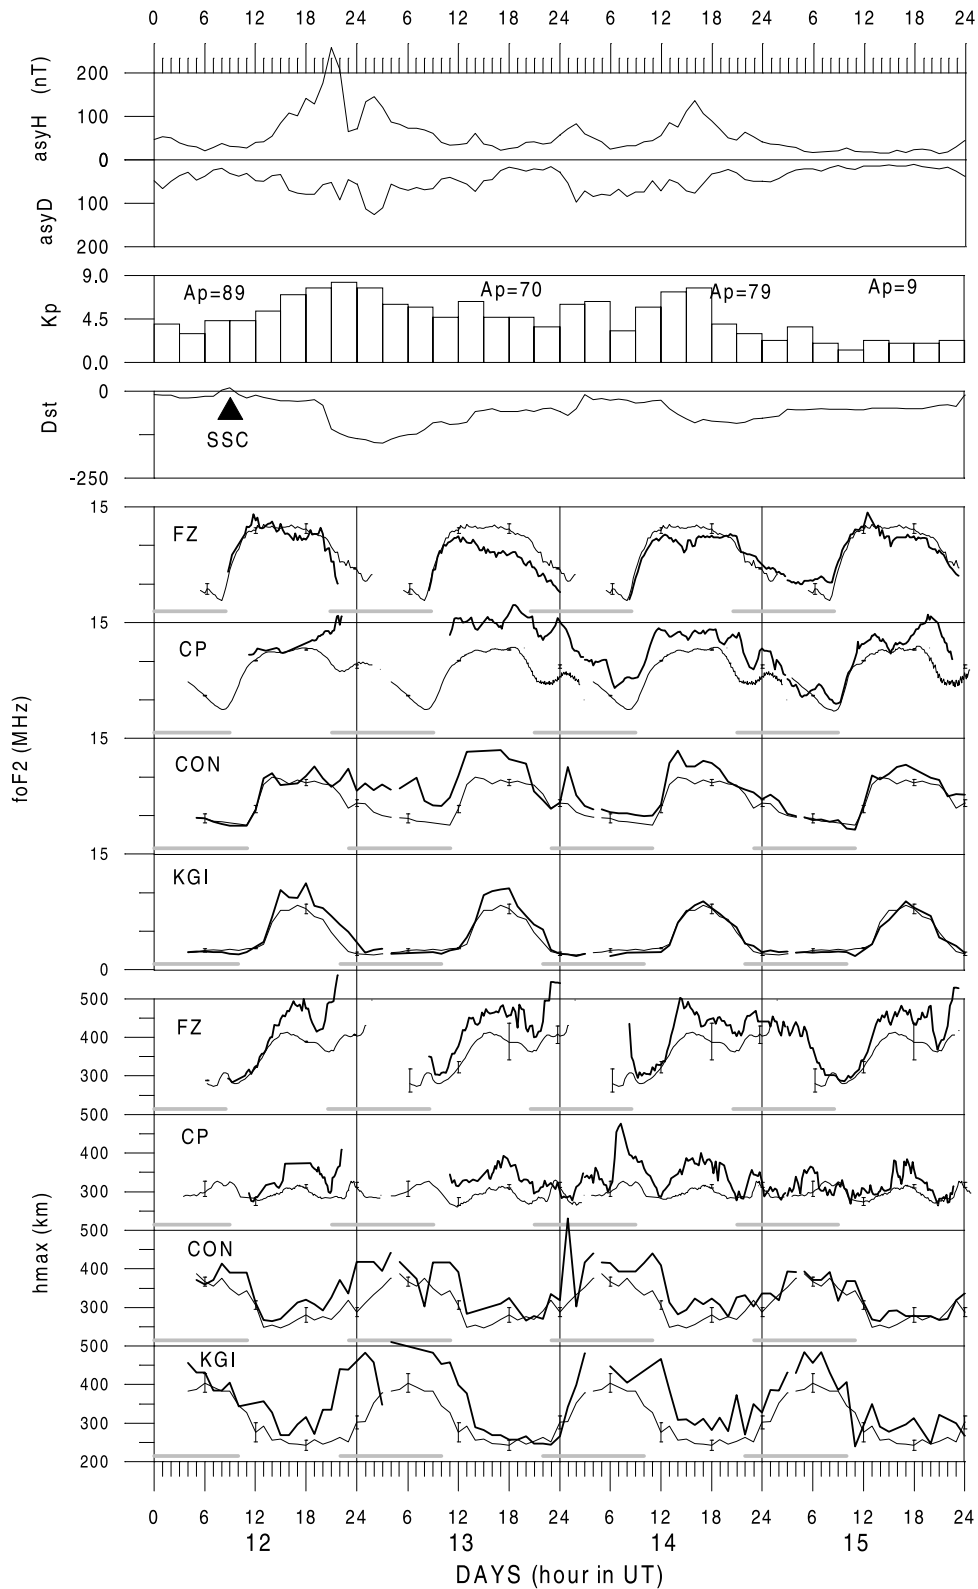 0 6 12 18 24 6 12 18 24 6 12 18 24 6 12 18 24
asyH (nT)
200
100
0
asyD
100
200
Kp
9.0
4.5
0.0
Ap=89 Ap=70 Ap=79 Ap=9
Dst
0
-250
SSC
foF2 (MHz)
15
FZ
15
CP
15
CON
15
KGI
0
hmax (km)
500
FZ
400
300
500
CP
400
300
500
CON
400
300
500
KGI
400
300
200
0 6 12 18 24 6 12 18 24 6 12 18 24 6 12 18 24
12 13 14 15
DAYS (hour in UT)